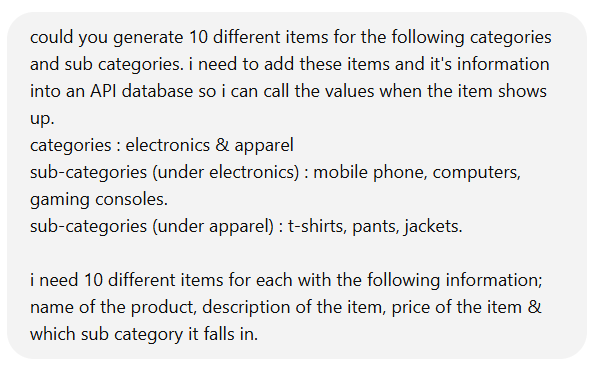 could you generate 10 different items for the following categories
and sub categories. i need to add these items and it's information
into an API database so i can call the values when the item shows
up.
categories : electronics & apparel
sub-categories (under electronics) : mobile phone, computers,
gaming consoles.
sub-categories (under apparel) : t-shirts, pants, jackets.
i need 10 different items for each with the following information;
name of the product, description of the item, price of the item &
which sub category it falls in.